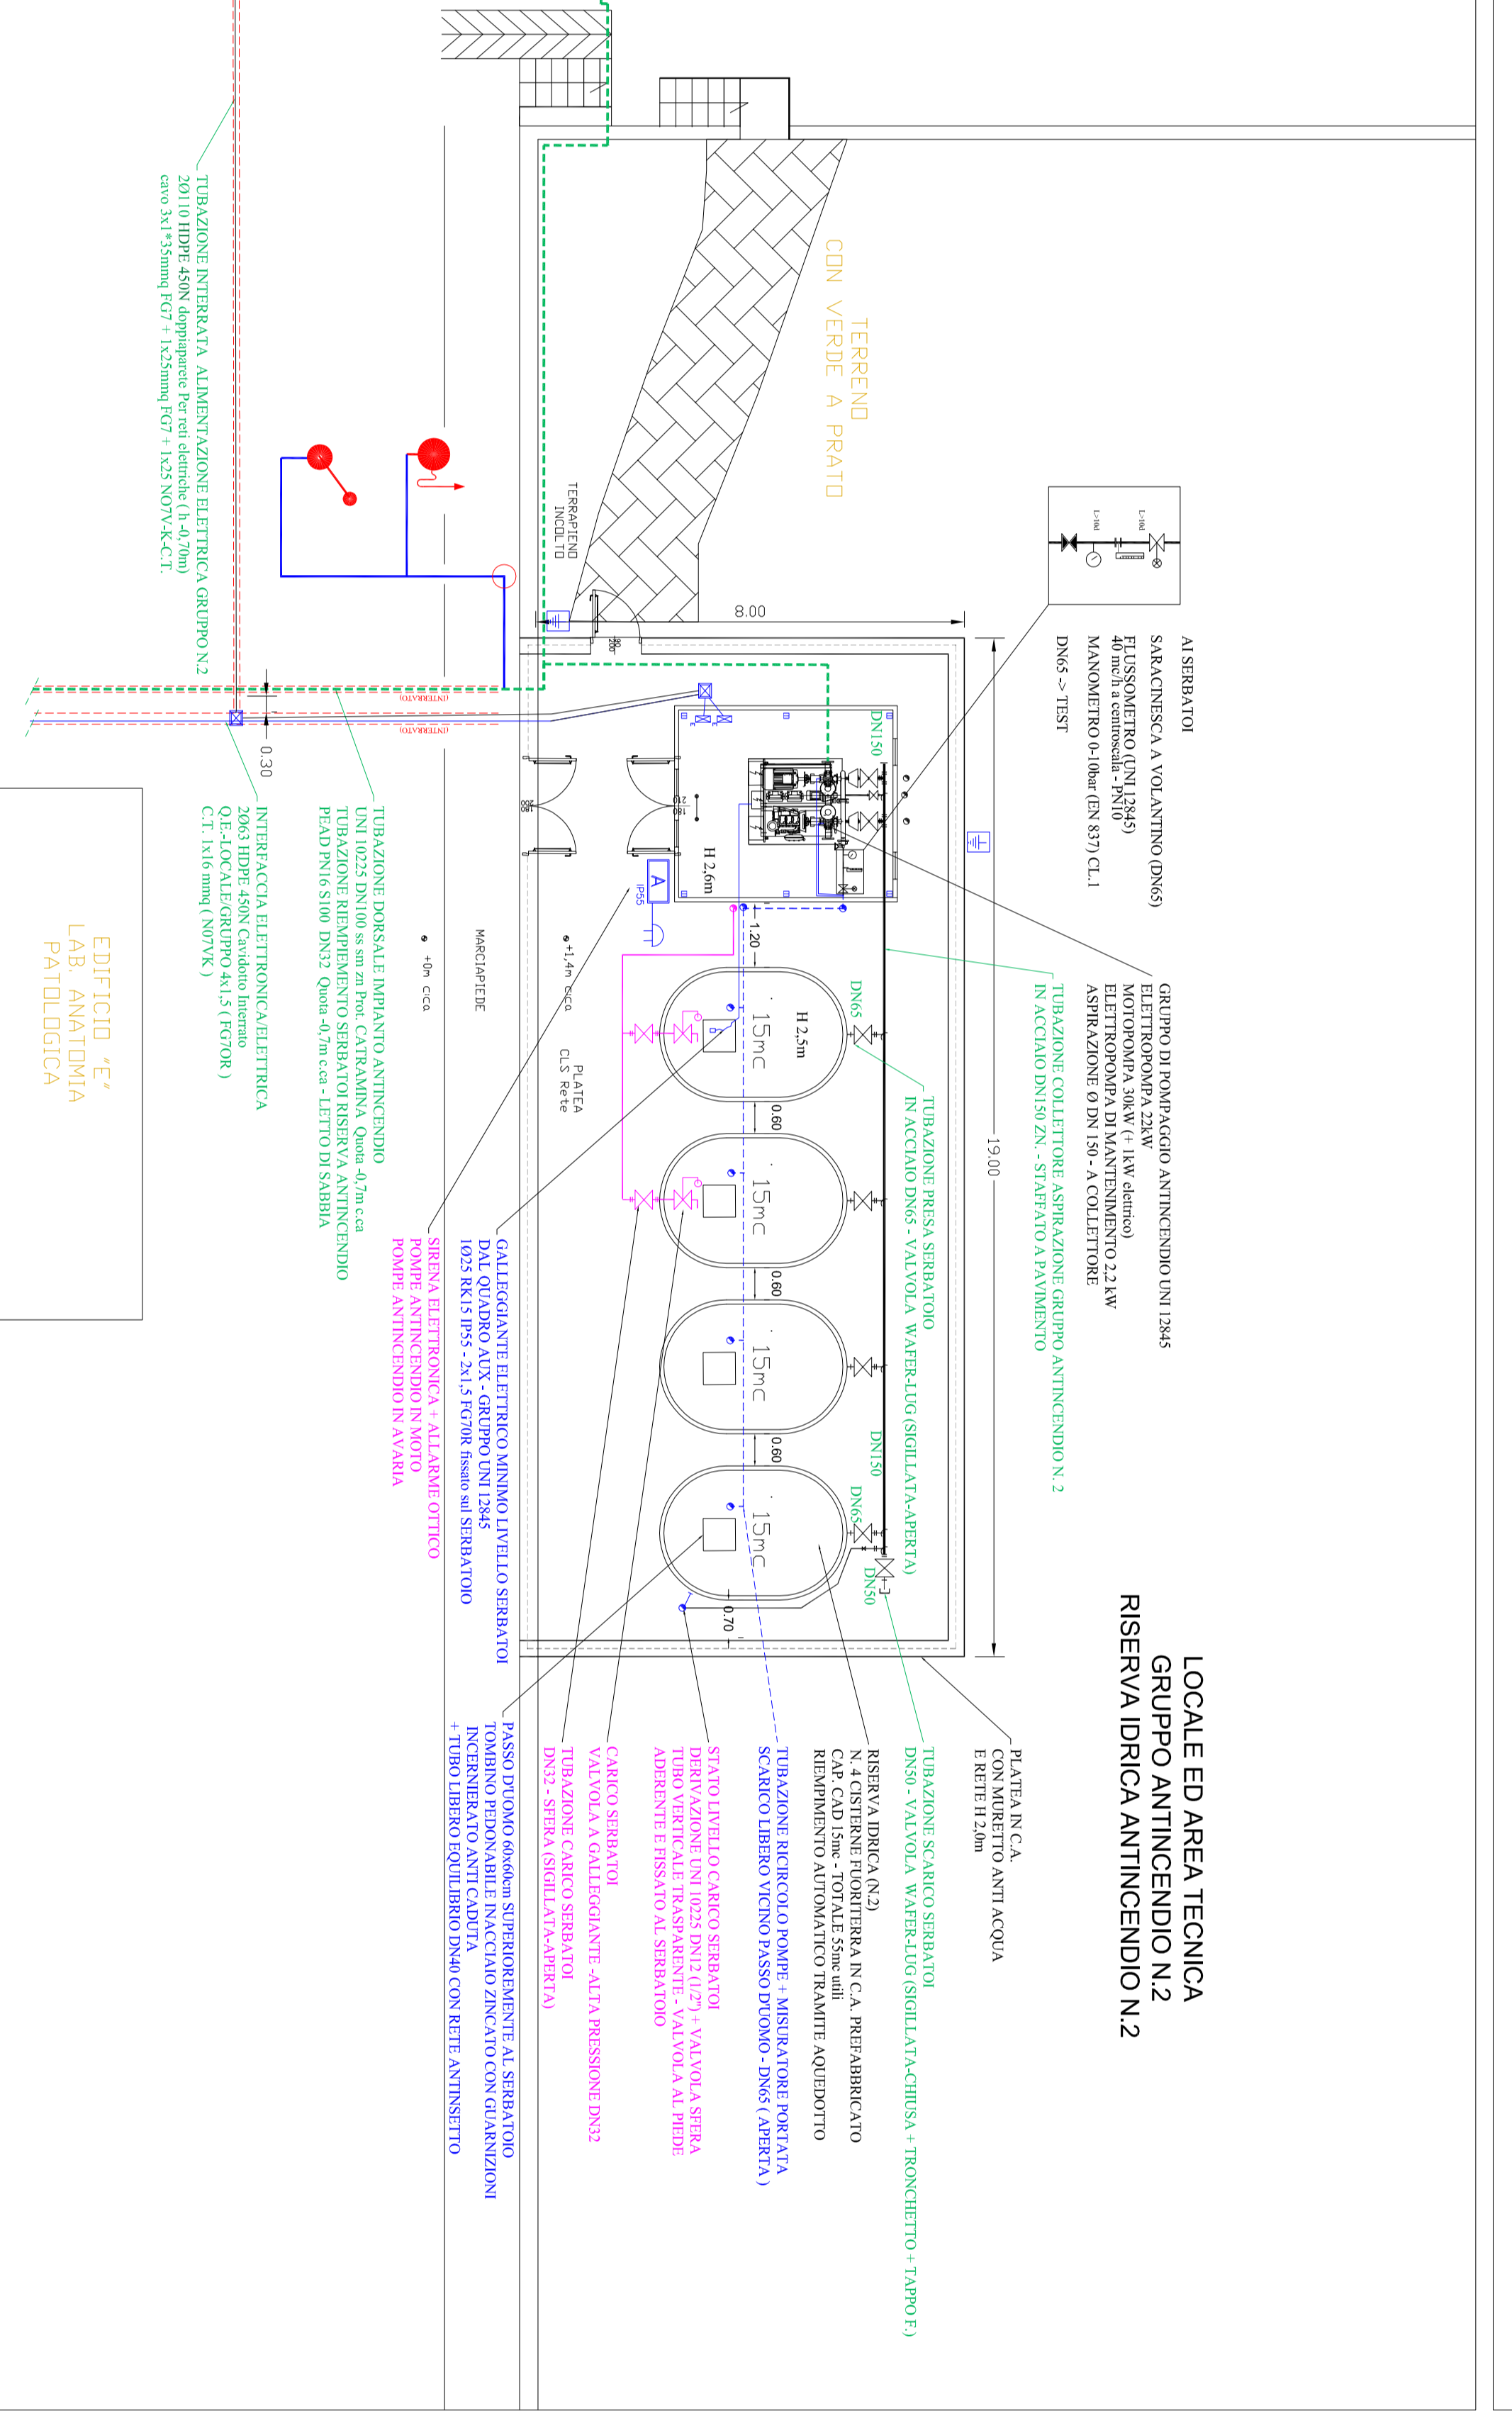 LOCALE ED AREA TECNICA
GRUPPO ANTINCENDIO N.2
RISERVA IDRICA ANTINCENDIO N.2
AI SERBATOI
SARACINESCA A VOLANTINO (DN65)
FLUSSOMETRO (UNI 12845)
40 mc/h a centroscala - PN10
MANOMETRO 0-10bar (EN 837) CL.1
DN65 -> TEST
L>10d
L>10d
GRUPPO DI POMPAGGIO ANTINCENDIO UNI 12845
ELETTROPOMPA 22kW
MOTOPOMPA 30kW (+ 1kW elettrico)
ELETTROPOMPA DI MANTENIMENTO 2,2 kW
ASPIRAZIONE Ø DN 150 - A COLLETTORE
TUBAZIONE COLLETTORE ASPIRAZIONE GRUPPO ANTINCENDIO N. 2
IN ACCIAIO DN150 ZN. - STAFFATO A PAVIMENTO
PLATEA IN C.A.
CON MURETTO ANTI ACQUA
E RETE H 2,0m
19.00
TUBAZIONE PRESA SERBATOIO
IN ACCIAIO DN65 - VALVOLA WAFER-LUG (SIGILLATA-APERTA)
TUBAZIONE SCARICO SERBATOI
DN50 - VALVOLA WAFER-LUG (SIGILLATA-CHIUSA + TRONCHETTO + TAPPO F.)
TERRENO
CON VERDE A PRATO
8.00
DN150
DN150
DN65
DN65
DN50
RISERVA IDRICA (N.2)
N. 4 CISTERNE FUORITERRA IN C.A. PREFABBRICATO
CAP. CAD 15mc - TOTALE 55mc utili
RIEMPIMENTO AUTOMATICO TRAMITE AQUEDOTTO
H 2,5m
15mc
15mc
15mc
15mc
1.20
0.60
0.60
0.60
0.70
H 2,6m
180
210
TUBAZIONE RICIRCOLO POMPE + MISURATORE PORTATA
SCARICO LIBERO VICINO PASSO D'UOMO - DN65 ( APERTA )
STATO LIVELLO CARICO SERBATOI
DERIVAZIONE UNI 10225 DN12 (1/2") + VALVOLA SFERA
TUBO VERTICALE TRASPARENTE - VALVOLA AL PIEDE
ADERENTE E FISSATO AL SERBATOIO
A
IP55
90
200
TERRAPIENO
INCOLTO
CARICO SERBATOI
VALVOLA A GALLEGGIANTE -ALTA PRESSIONE DN32
TUBAZIONE CARICO SERBATOI
DN32 - SFERA (SIGILLATA-APERTA)
PLATEA
CLS Rete
+1,4m c.ca
180
200
PASSO D'UOMO 60x60cm SUPERIOREMENTE AL SERBATOIO
TOMBINO PEDONABILE IN ACCIAIO ZINCATO CON GUARNIZIONI
INCERNIERATO ANTI CADUTA
+ TUBO LIBERO EQUILIBRIO DN40 CON RETE ANTINSETTO
GALLEGGIANTE ELETTRICO MINIMO LIVELLO SERBATOI
DAL QUADRO AUX - GRUPPO UNI 12845
1Ø25 RK15 IP55 - 2x1,5 FG7OR fissato sul SERBATOIO
MARCIAPIEDE
+0m c.ca
SIRENA ELETTRONICA + ALLARME OTTICO
POMPE ANTINCENDIO IN MOTO
POMPE ANTINCENDIO IN AVARIA
(INTERRATO)
(INTERRATO)
TUBAZIONE DORSALE IMPIANTO ANTINCENDIO
UNI 10225 DN100 ss sm zn Prot. CATRAMINA Quota -0,7m c.ca
TUBAZIONE RIEMPIEMENTO SERBATOI RISERVA ANTINCENDIO
PEAD PN16 S100 DN32 Quota -0,7m c.ca - LETTO DI SABBIA
0.30
INTERFACCIA ELETTRONICA/ELETTRICA
2Ø63 HDPE 450N Cavidotto Interrato
Q.E.-LOCALE/GRUPPO 4x1,5 ( FG7OR )
C.T. 1x16 mmq ( N07VK )
TUBAZIONE INTERRATA ALIMENTAZIONE ELETTRICA GRUPPO N.2
2Ø110 HDPE 450N doppiaparete Per reti elettriche ( h -0,70m)
cavo 3x1*35mmq FG7 + 1x25mmq FG7 + 1x25 NO7V-K-C.T.
EDIFICIO "E"
LAB. ANATOMIA
PATOLOGICA